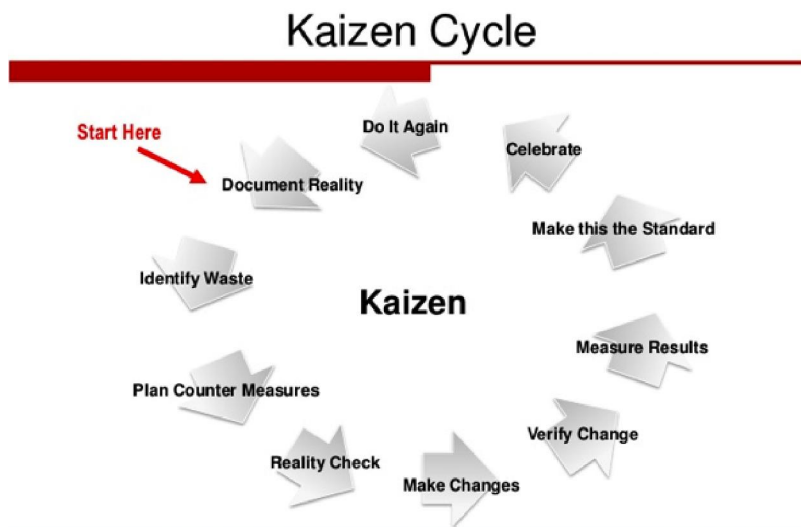 Kaizen Cycle
Start Here
Do It Again
Celebrate
Document Reality
Make this the Standard
Identify Waste
Kaizen
Measure Results
Plan Counter Measures
Verify Change
Reality Check
Make Changes